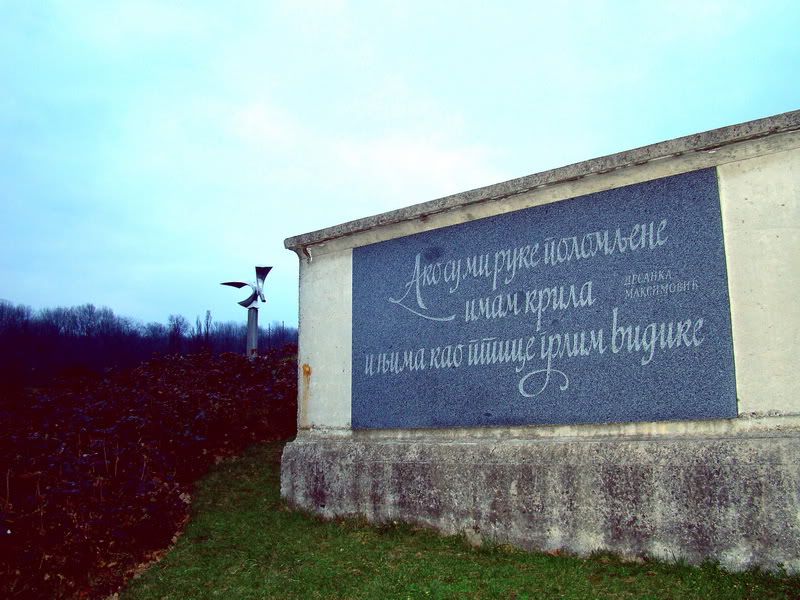 Ако су ми руке поломљене
имам крила
и њима као птице грлим видике
ДЕСАНКА
МАКСИМОВИЋ